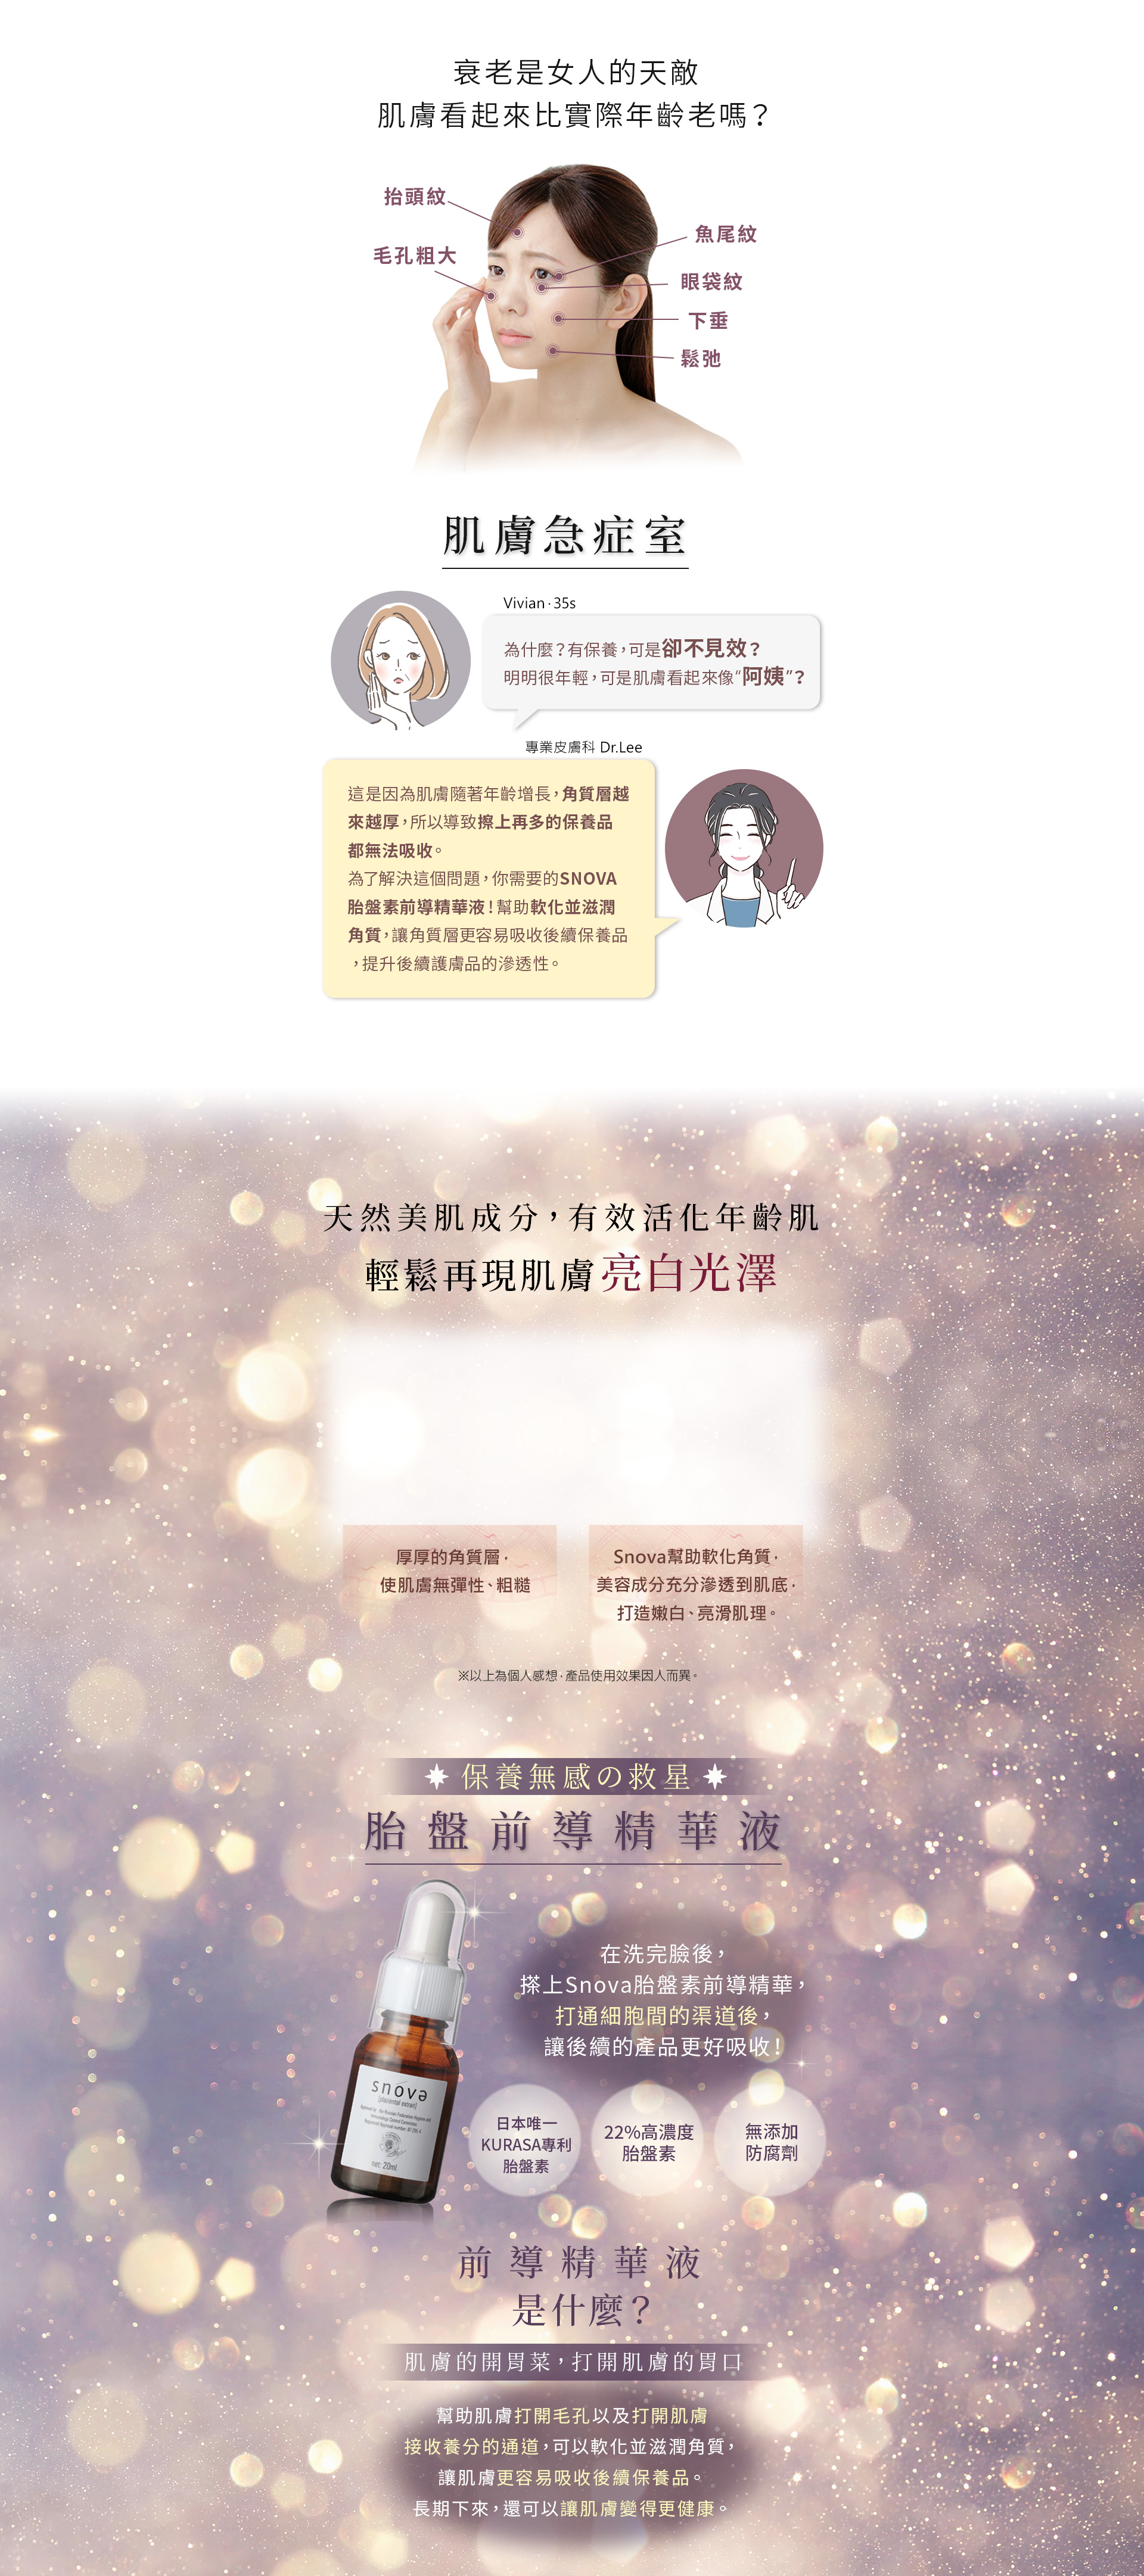 衰老是女人的天敵
肌膚看起來比實際年齡老嗎？
抬頭紋
毛孔粗大
魚尾紋
眼袋紋
下垂
鬆弛
肌膚急症室
Vivian · 35s
為什麼？有保養，可是卻不見效？
明明很年輕，可是肌膚看起來像“阿姨”？
專業皮膚科 Dr.Lee
這是因為肌膚隨著年齡增長，角質層越
來越厚，所以導致擦上再多的保養品
都無法吸收。
為了解決這個問題，你需要的SNOVA
胎盤素前導精華液！幫助軟化並滋潤
角質，讓角質層更容易吸收後續保養品
，提升後續護膚品的滲透性。
天然美肌成分，有效活化年齡肌
輕鬆再現肌膚亮白光澤
厚厚的角質層·
使肌膚無彈性、粗糙
Snova幫助軟化角質·
美容成分充分滲透到肌底·
打造嫩白、亮滑肌理。
※以上為個人感想·產品使用效果因人而異。
保養無感の救星
胎盤前導精華液
在洗完臉後，
搽上Snova胎盤素前導精華，
打通細胞間的渠道後，
讓後續的產品更好吸收！
snova
[placental extract]
net: 20ml
日本唯一
KURASA專利
胎盤素
22%高濃度
胎盤素
無添加
防腐劑
前導精華液
是什麼？
肌膚的開胃菜，打開肌膚的胃口
幫助肌膚打開毛孔以及打開肌膚
接收養分的通道，可以軟化並滋潤角質，
讓肌膚更容易吸收後續保養品。
長期下來，還可以讓肌膚變得更健康。